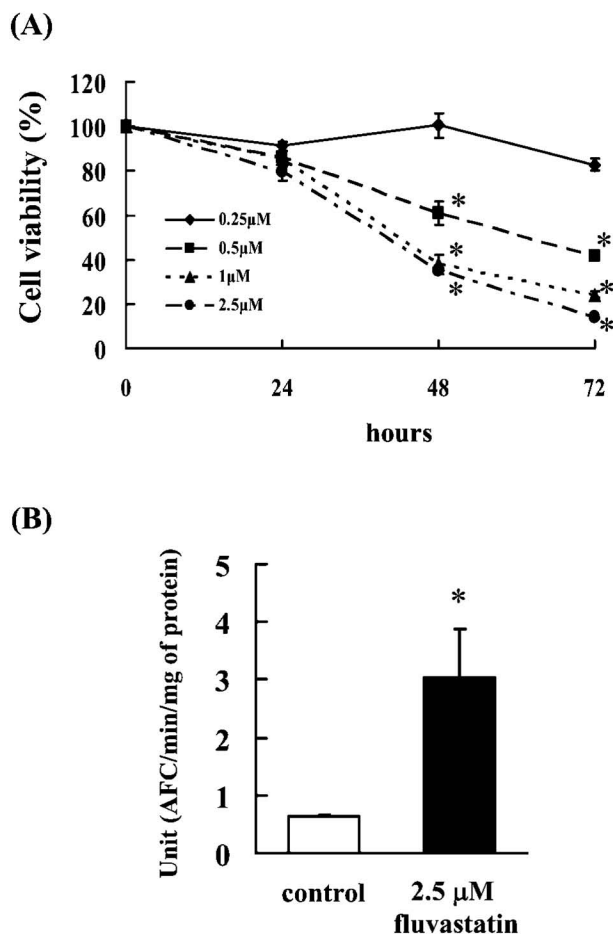 (A)
Cell viability (%)
120
100
80
60
40
20
0
0.25μM
0.5μM
1μM
2.5μM
*
*
*
*
*
*
0
24
48
72
hours
(B)
Unit (AFC/min/mg of protein)
5
4
3
2
1
0
*
control
2.5 μM
fluvastatin